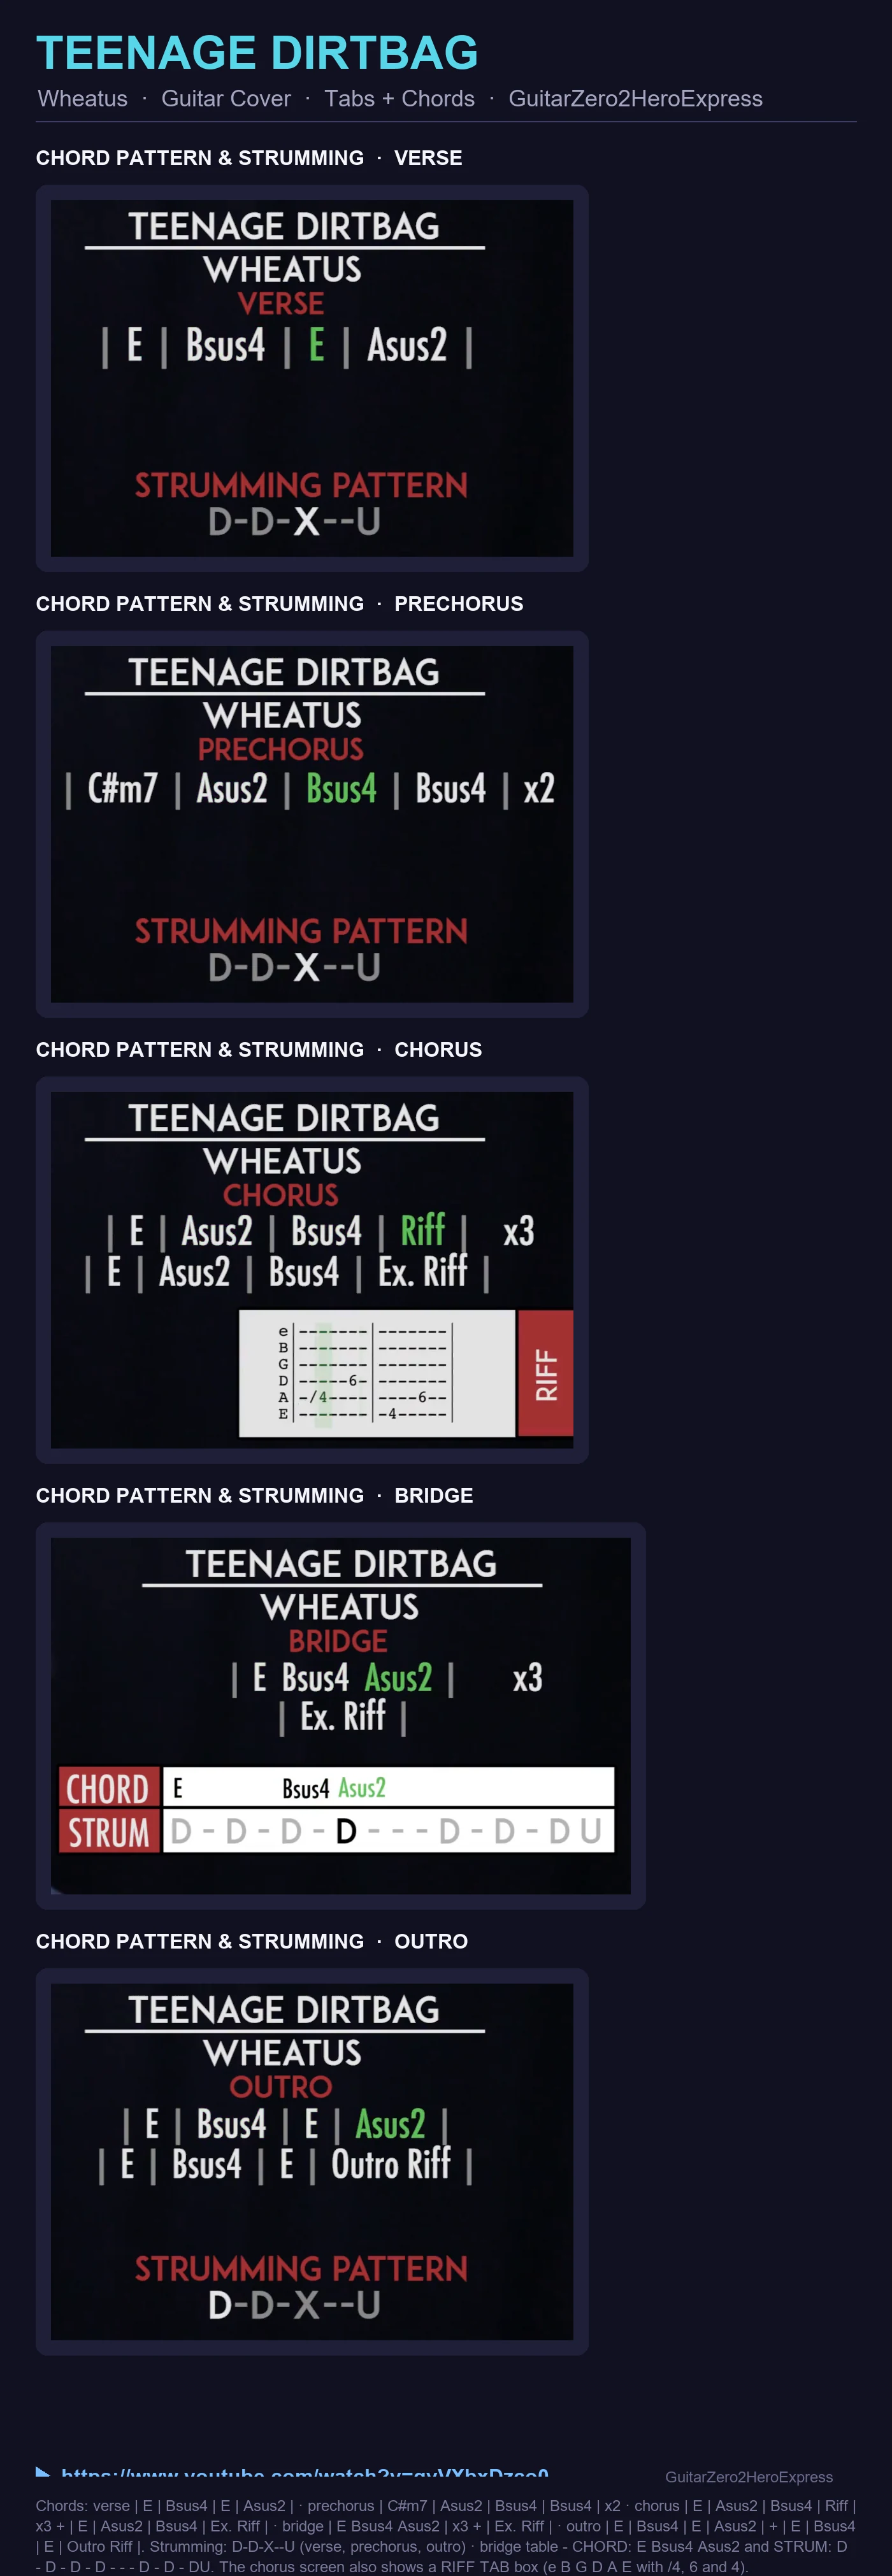 TEENAGE DIRTBAG
Wheatus · Guitar Cover · Tabs + Chords · GuitarZero2HeroExpress
CHORD PATTERN & STRUMMING · VERSE
TEENAGE DIRTBAG
WHEATUS
VERSE
| E | Bsus4 | E | Asus2 |
STRUMMING PATTERN
D-D-X--U
CHORD PATTERN & STRUMMING · PRECHORUS
TEENAGE DIRTBAG
WHEATUS
PRECHORUS
| C#m7 | Asus2 | Bsus4 | Bsus4 | x2
STRUMMING PATTERN
D-D-X--U
CHORD PATTERN & STRUMMING · CHORUS
TEENAGE DIRTBAG
WHEATUS
CHORUS
| E | Asus2 | Bsus4 | Riff | x3
| E | Asus2 | Bsus4 | Ex. Riff |
e|-------|-------|
B|-------|-------|
G|-------|-------|
D|-----6-|-------|
A|-/4----|----6--|
E|-------|-4-----|
RIFF
CHORD PATTERN & STRUMMING · BRIDGE
TEENAGE DIRTBAG
WHEATUS
BRIDGE
| E Bsus4 Asus2 | x3
| Ex. Riff |
CHORD E Bsus4 Asus2
STRUM D - D - D - D - - - D - D - D U
CHORD PATTERN & STRUMMING · OUTRO
TEENAGE DIRTBAG
WHEATUS
OUTRO
| E | Bsus4 | E | Asus2 |
| E | Bsus4 | E | Outro Riff |
STRUMMING PATTERN
D-D-X--U
GuitarZero2HeroExpress
Chords: verse | E | Bsus4 | E | Asus2 | · prechorus | C#m7 | Asus2 | Bsus4 | Bsus4 | x2 · chorus | E | Asus2 | Bsus4 | Riff |
x3 + | E | Asus2 | Bsus4 | Ex. Riff | · bridge | E Bsus4 Asus2 | x3 + | Ex. Riff | · outro | E | Bsus4 | E | Asus2 | + | E | Bsus4
| E | Outro Riff |. Strumming: D-D-X--U (verse, prechorus, outro) · bridge table - CHORD: E Bsus4 Asus2 and STRUM: D
- D - D - D - - - D - D - DU. The chorus screen also shows a RIFF TAB box (e B G D A E with /4, 6 and 4).